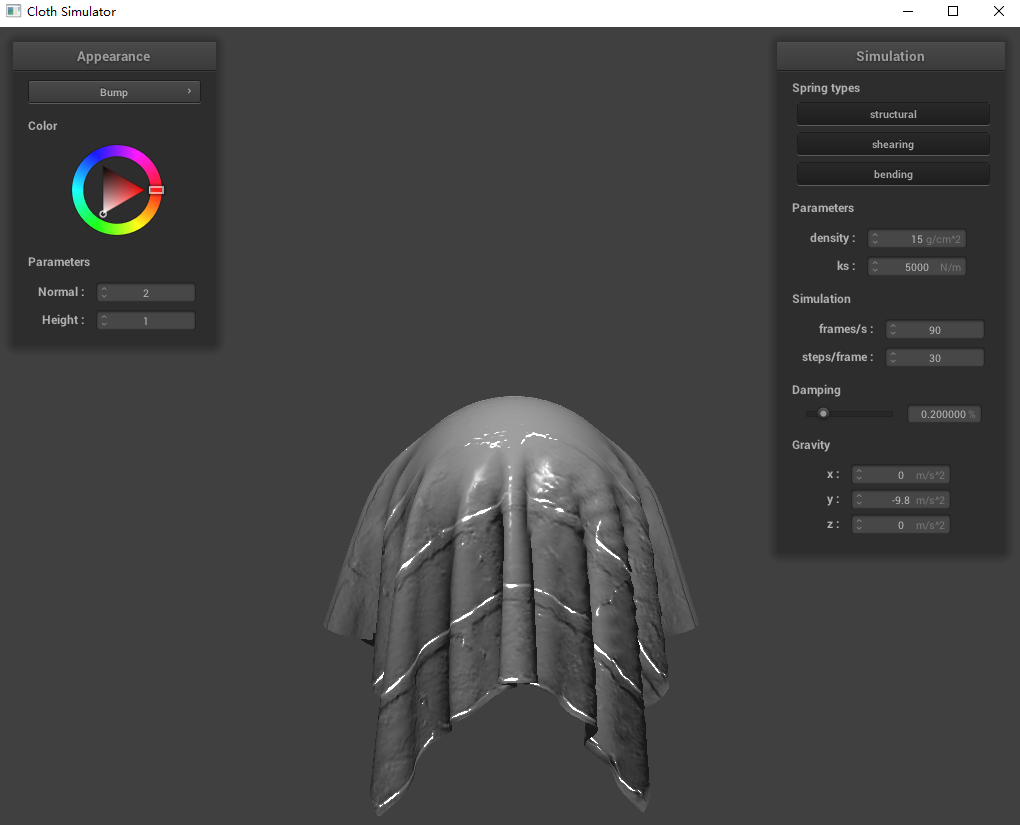 Cloth Simulator
Appearance
Bump
Color
Parameters
Normal : 2
Height : 1
Simulation
Spring types
structural
shearing
bending
Parameters
density : 15 g/cm^2
ks : 5000 N/m
Simulation
frames/s : 90
steps/frame : 30
Damping
0.200000 %
Gravity
x : 0 m/s^2
y : -9.8 m/s^2
z : 0 m/s^2